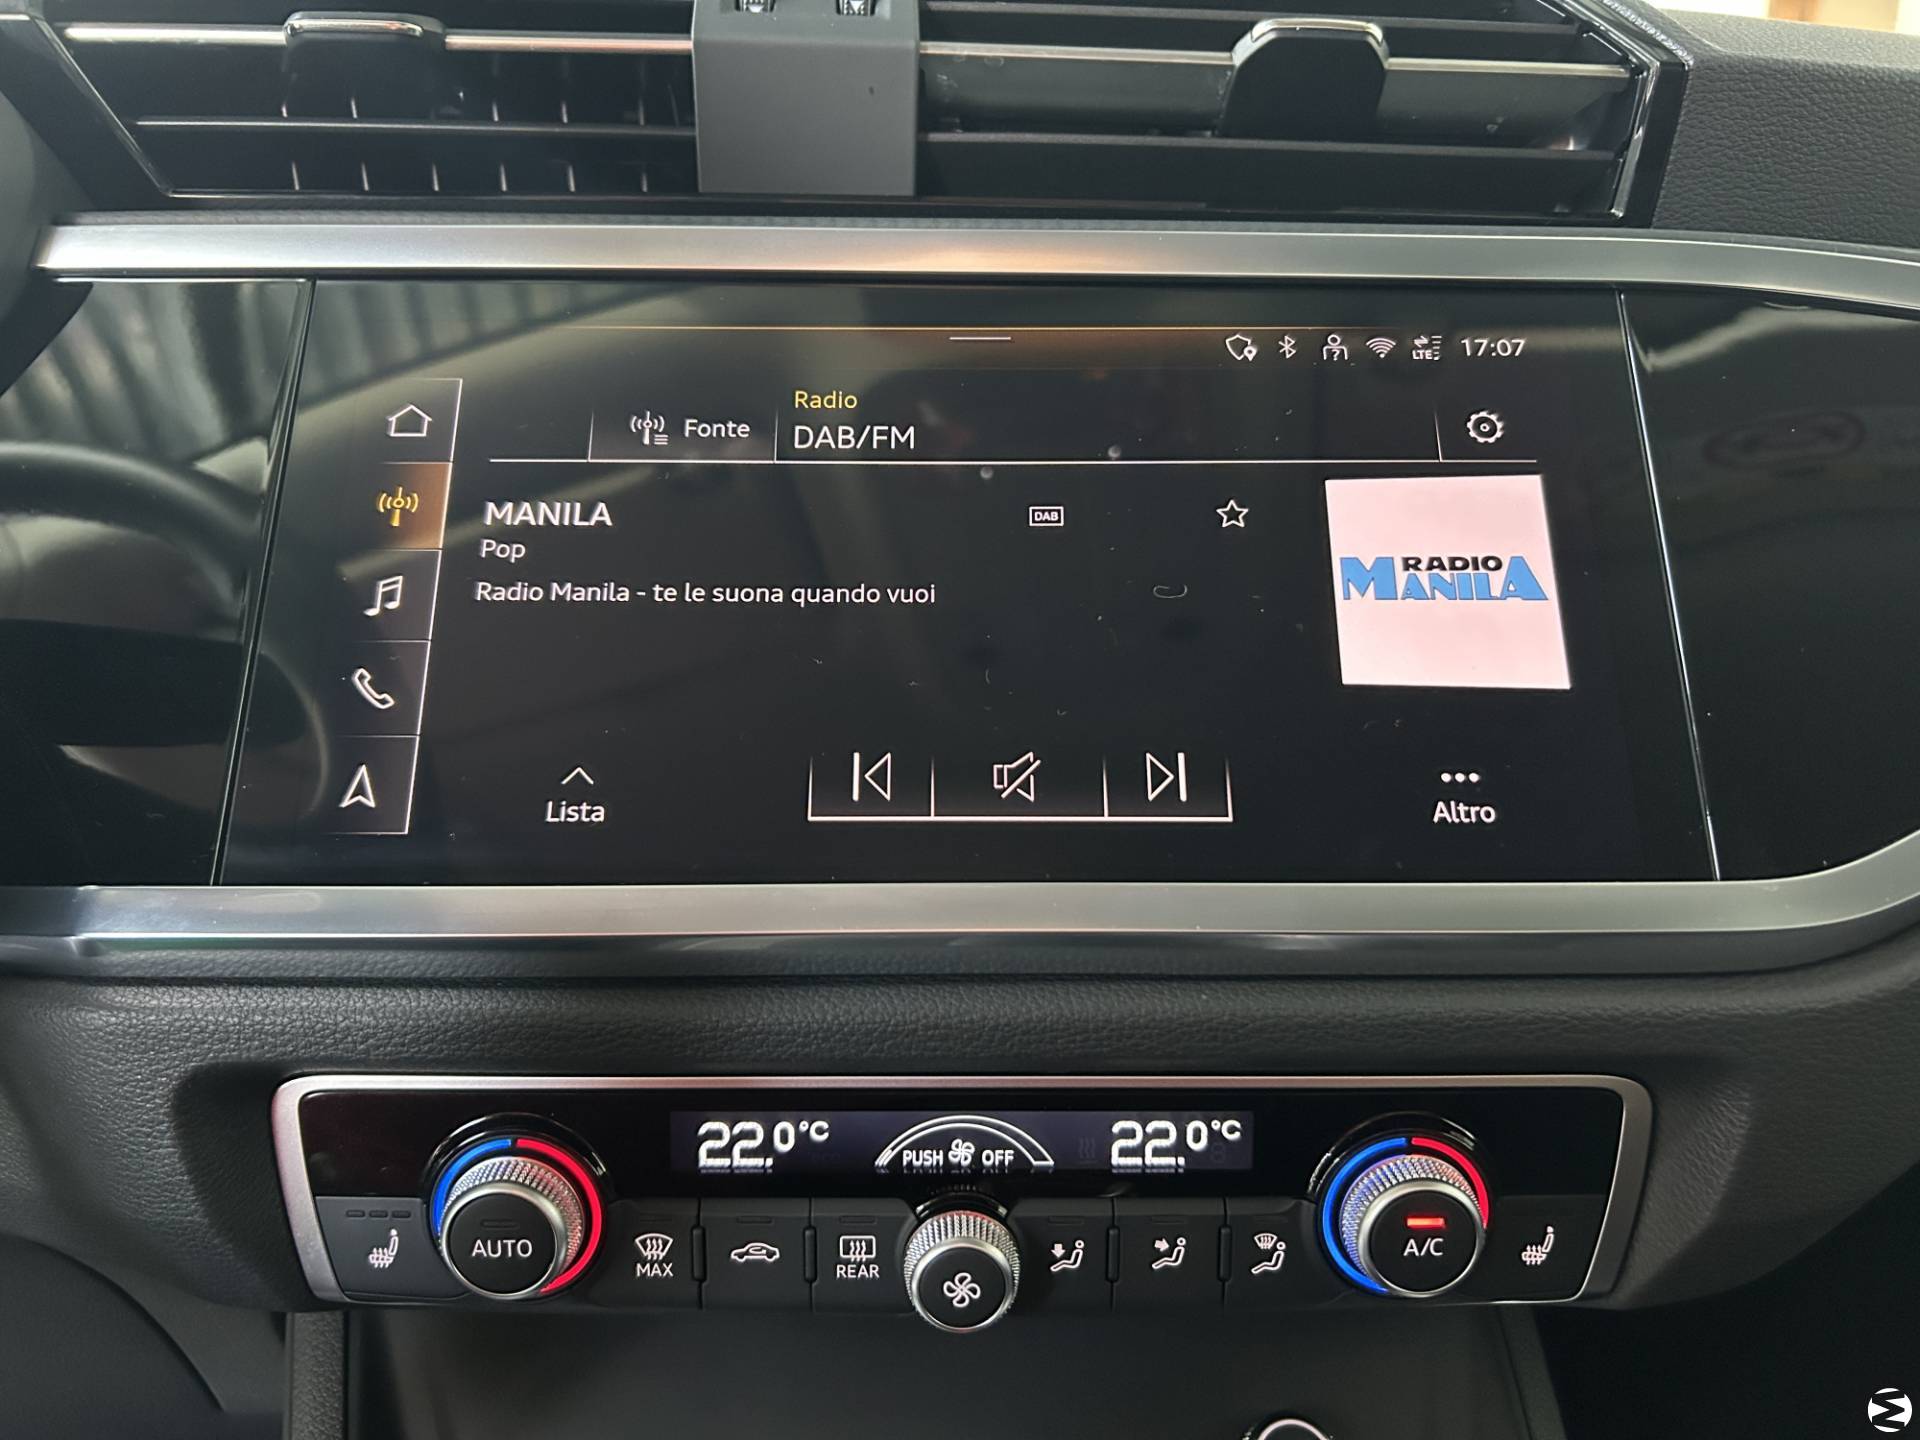 LTE 17:07
Fonte
Radio
DAB/FM
MANILA
DAB
Pop
Radio Manila - te le suona quando vuoi
RADIO
MANILA
Lista
Altro
22.0°C
PUSH OFF
22.0°C
AUTO
MAX
REAR
A/C